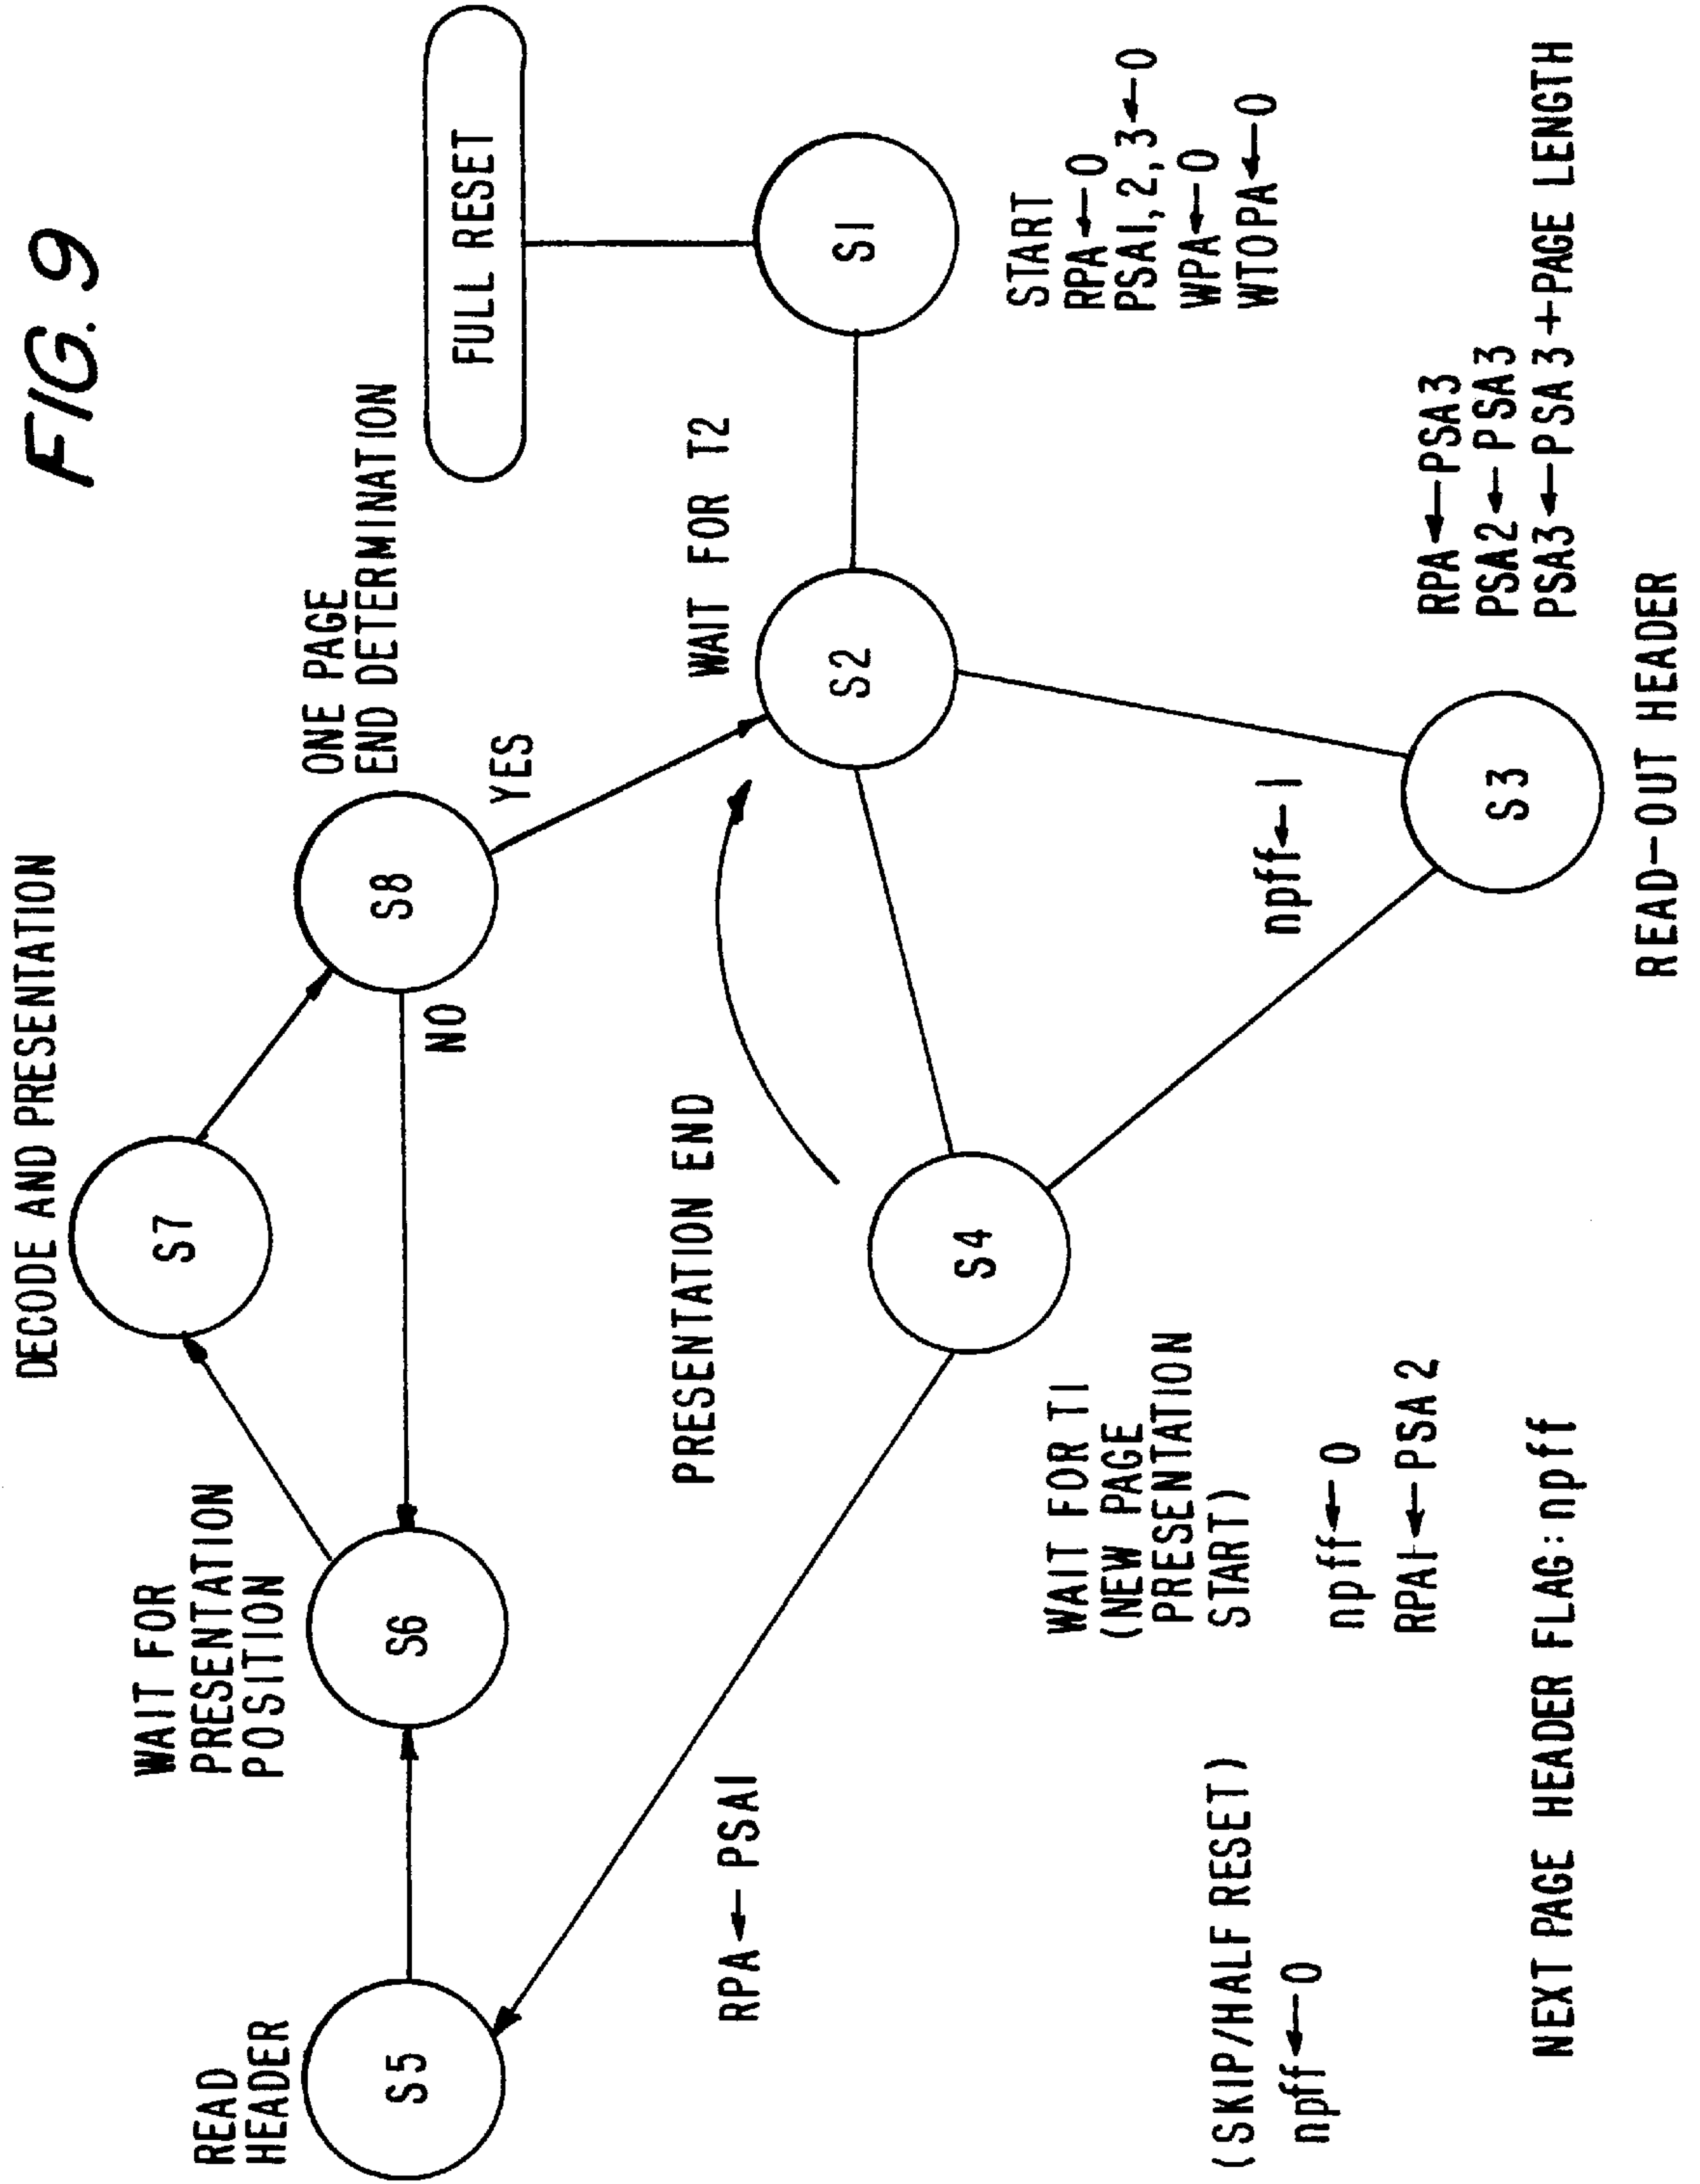 FIG. 9
FULL RESET
S1
START
RPA←0
PSA1,2,3←0
WPA←0
WTOPA←0
WAIT FOR T2
S2
RPA←PSA3
PSA2←PSA3
PSA3←PSA3+PAGE LENGTH
S3
READ-OUT HEADER
npff←1
ONE PAGE
END DETERMINATION
S8
YES
NO
DECODE AND PRESENTATION
S7
PRESENTATION END
S4
WAIT FOR T1
(NEW PAGE
PRESENTATION
START)
npff←0
RPA1←PSA2
WAIT FOR
PRESENTATION
POSITION
S6
READ
HEADER
S5
RPA←PSA1
(SKIP/HALF RESET)
npff←0
NEXT PAGE HEADER FLAG:npff